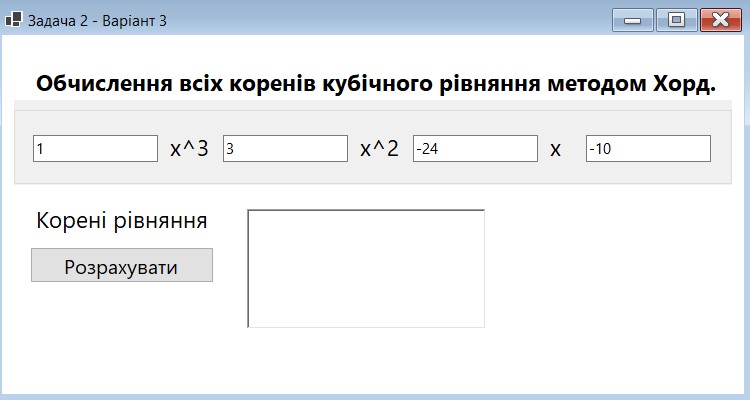 Задача 2 - Варіант 3
Обчислення всіх коренів кубічного рівняння методом Хорд.
1 x^3 3 x^2 -24 x -10
Корені рівняння
Розрахувати